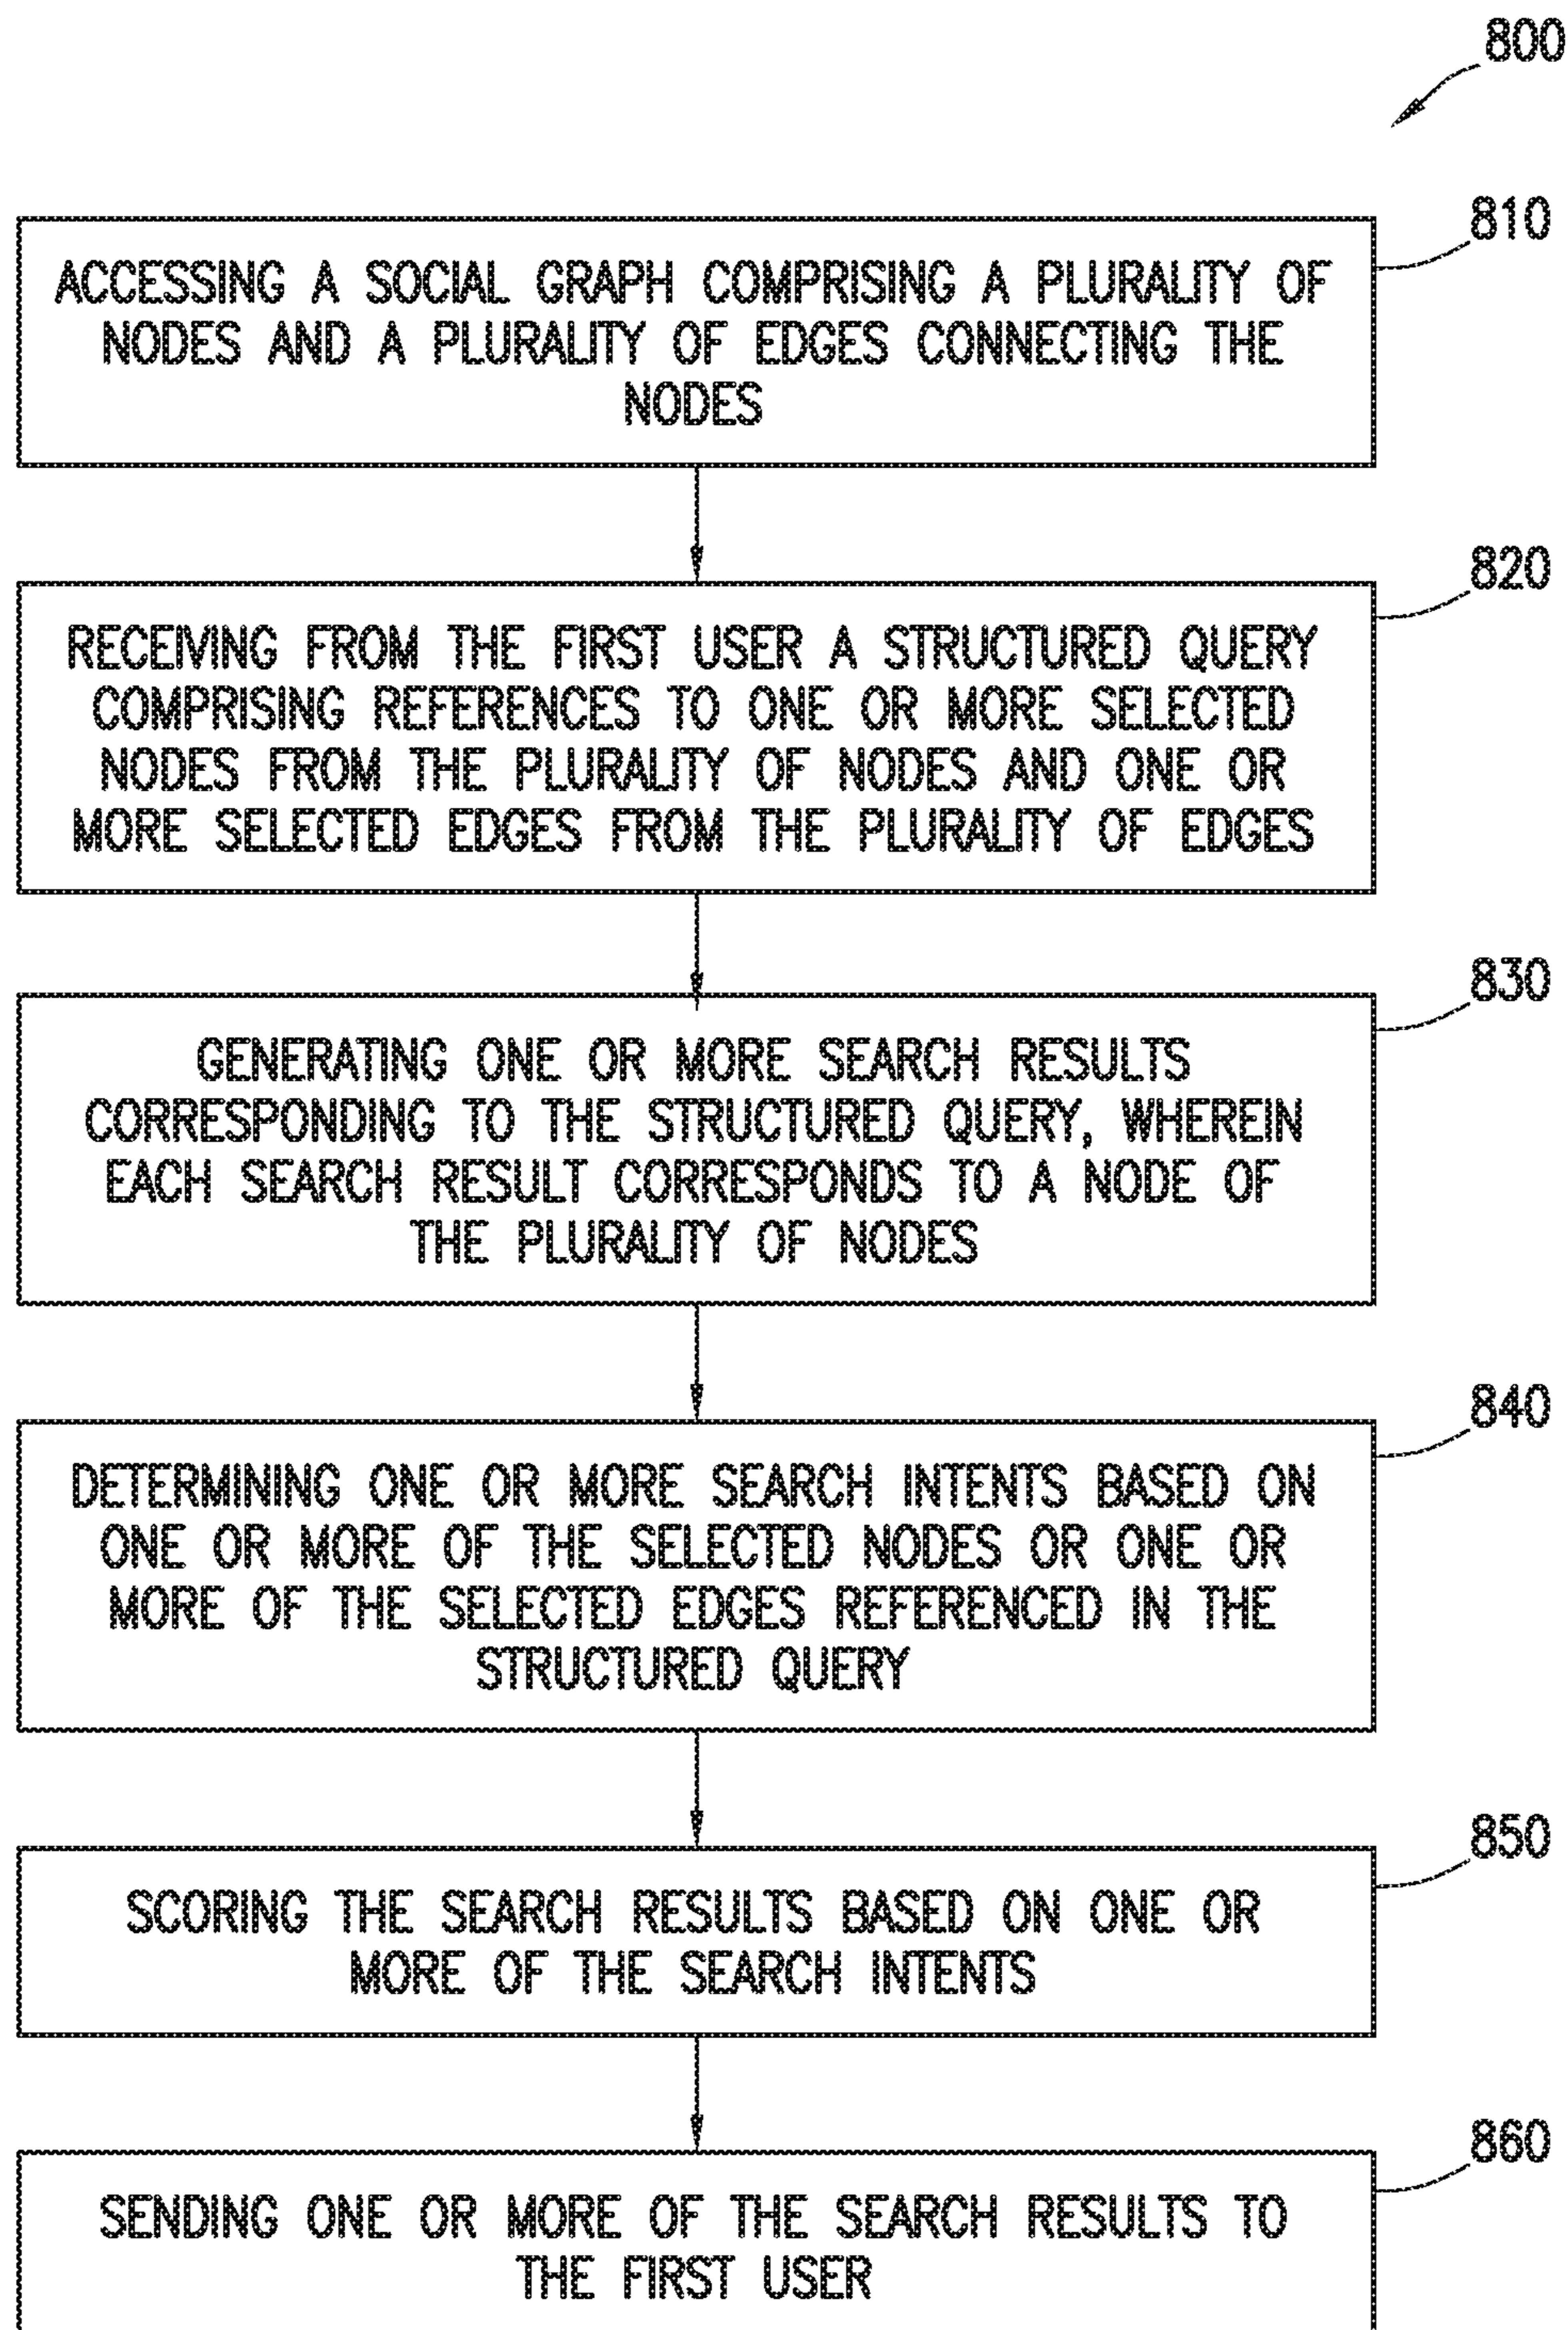 800
810
ACCESSING A SOCIAL GRAPH COMPRISING A PLURALITY OF
NODES AND A PLURALITY OF EDGES CONNECTING THE
NODES
820
RECEIVING FROM THE FIRST USER A STRUCTURED QUERY
COMPRISING REFERENCES TO ONE OR MORE SELECTED
NODES FROM THE PLURALITY OF NODES AND ONE OR
MORE SELECTED EDGES FROM THE PLURALITY OF EDGES
830
GENERATING ONE OR MORE SEARCH RESULTS
CORRESPONDING TO THE STRUCTURED QUERY, WHEREIN
EACH SEARCH RESULT CORRESPONDS TO A NODE OF
THE PLURALITY OF NODES
840
DETERMINING ONE OR MORE SEARCH INTENTS BASED ON
ONE OR MORE OF THE SELECTED NODES OR ONE OR
MORE OF THE SELECTED EDGES REFERENCED IN THE
STRUCTURED QUERY
850
SCORING THE SEARCH RESULTS BASED ON ONE OR
MORE OF THE SEARCH INTENTS
860
SENDING ONE OR MORE OF THE SEARCH RESULTS TO
THE FIRST USER